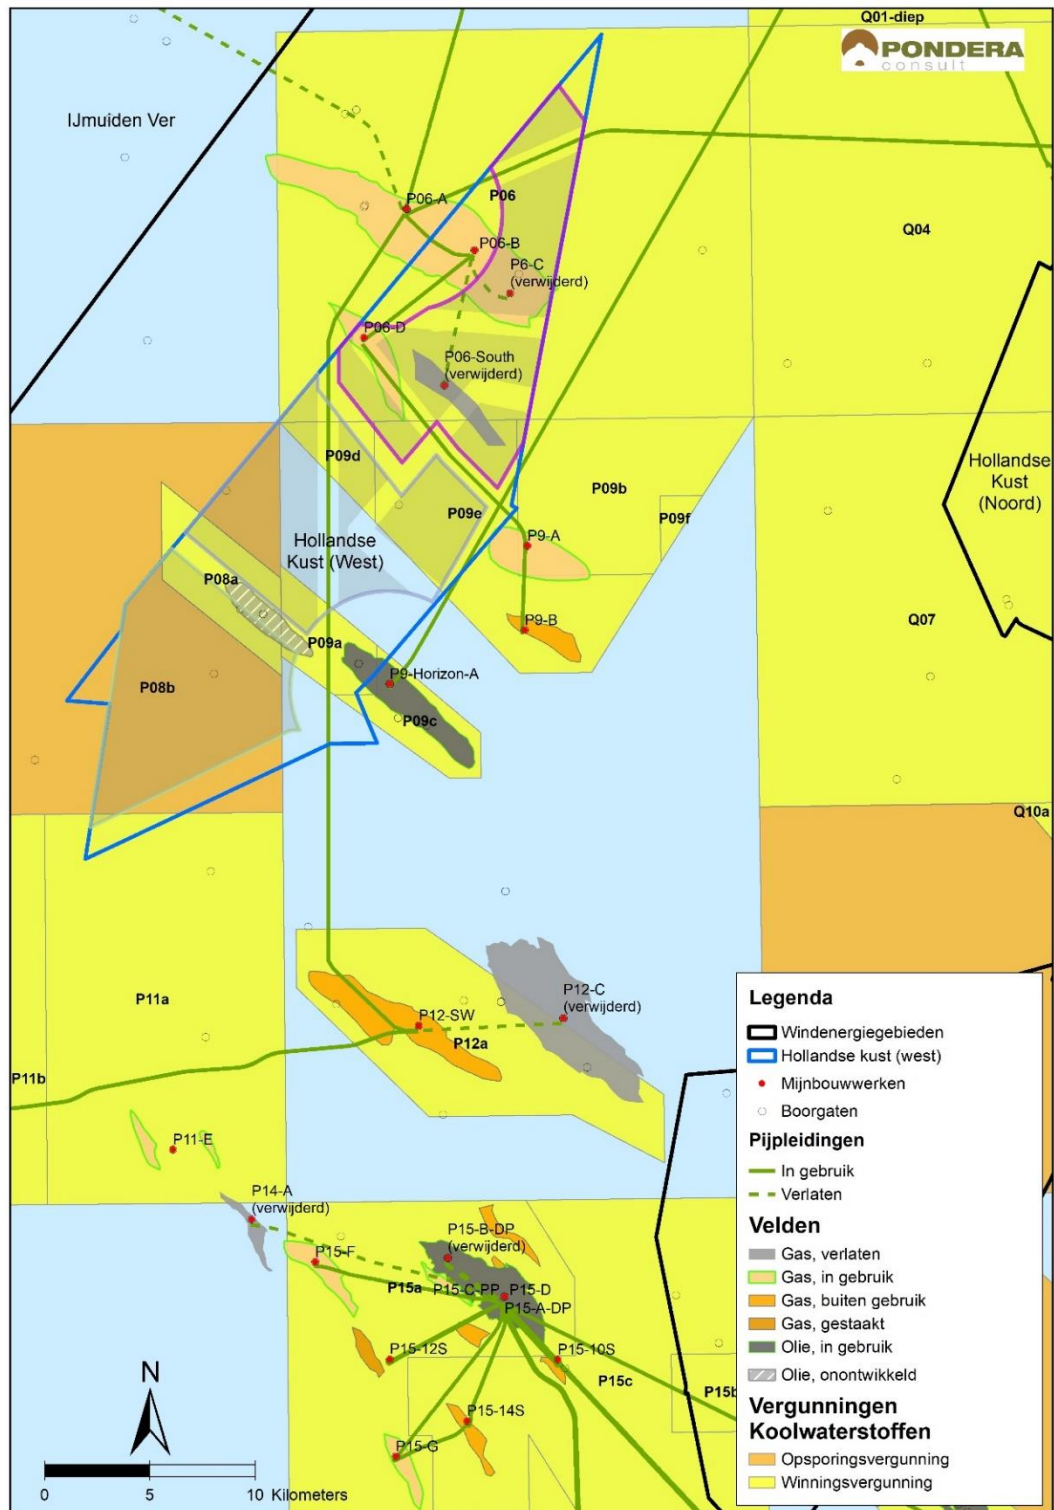 Q01-diep
PONDERA
consult
IJmuiden Ver
P06-A
P06
P06-B
Q04
P6-C
(verwijderd)
P06-D
P06-South
(verwijderd)
P09d
P09b
Hollandse
Kust
(Noord)
P09e
P09f
Hollandse
Kust (West)
P9-A
P08a
P09a
P9-B
Q07
P08b
P9-Horizon-A
P09c
Q10a
P11a
P12-C
(verwijderd)
P12-SW
P12a
P11b
P11-E
P14-A
(verwijderd)
P15-F
P15-B-DP
(verwijderd)
P15a
P15-C-PP
P15-D
P15-A-DP
P15-12S
P15-10S
P15c
P15b
P15-14S
P15-G
N
0 5 10 Kilometers
Legenda
Windenergiegebieden
Hollandse kust (west)
Mijnbouwwerken
Boorgaten
Pijpleidingen
In gebruik
Verlaten
Velden
Gas, verlaten
Gas, in gebruik
Gas, buiten gebruik
Gas, gestaakt
Olie, in gebruik
Olie, onontwikkeld
Vergunningen
Koolwaterstoffen
Opsporingsvergunning
Winningsvergunning